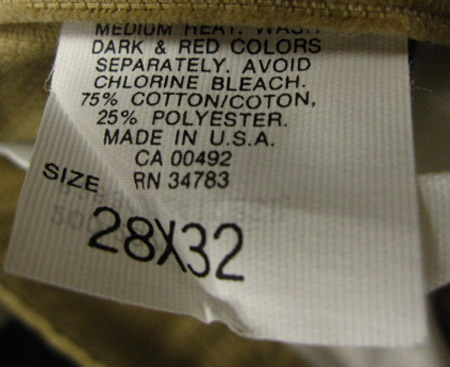 MEDIUM HEAT. WASH
DARK & RED COLORS
SEPARATELY. AVOID
CHLORINE BLEACH.
75% COTTON/COTON,
25% POLYESTER.
MADE IN U.S.A.
CA 00492
SIZE RN 34783
28X32